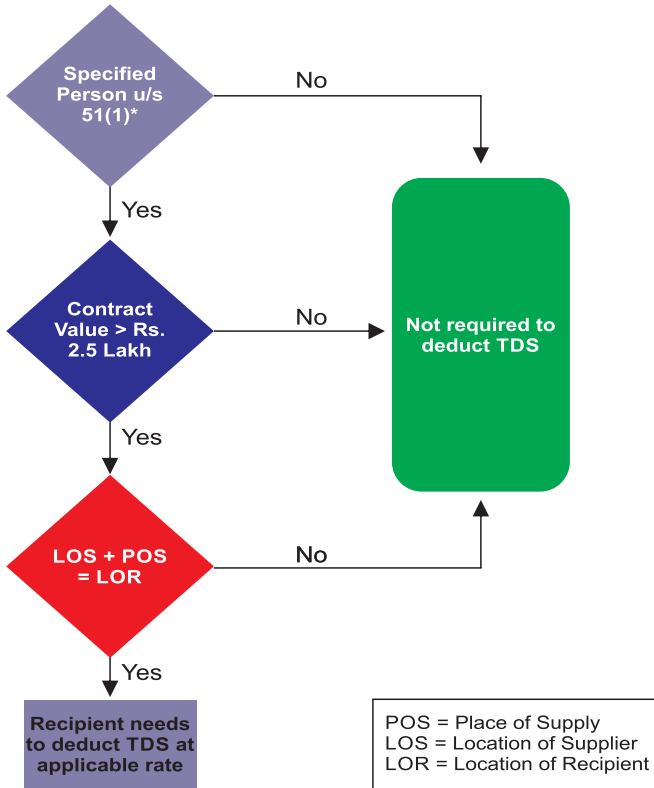 Specified
Person u/s
51(1)*
No
Yes
Contract
Value > Rs.
2.5 Lakh
No
Not required to
deduct TDS
Yes
LOS + POS
= LOR
No
Yes
Recipient needs
to deduct TDS at
applicable rate
POS = Place of Supply
LOS = Location of Supplier
LOR = Location of Recipient